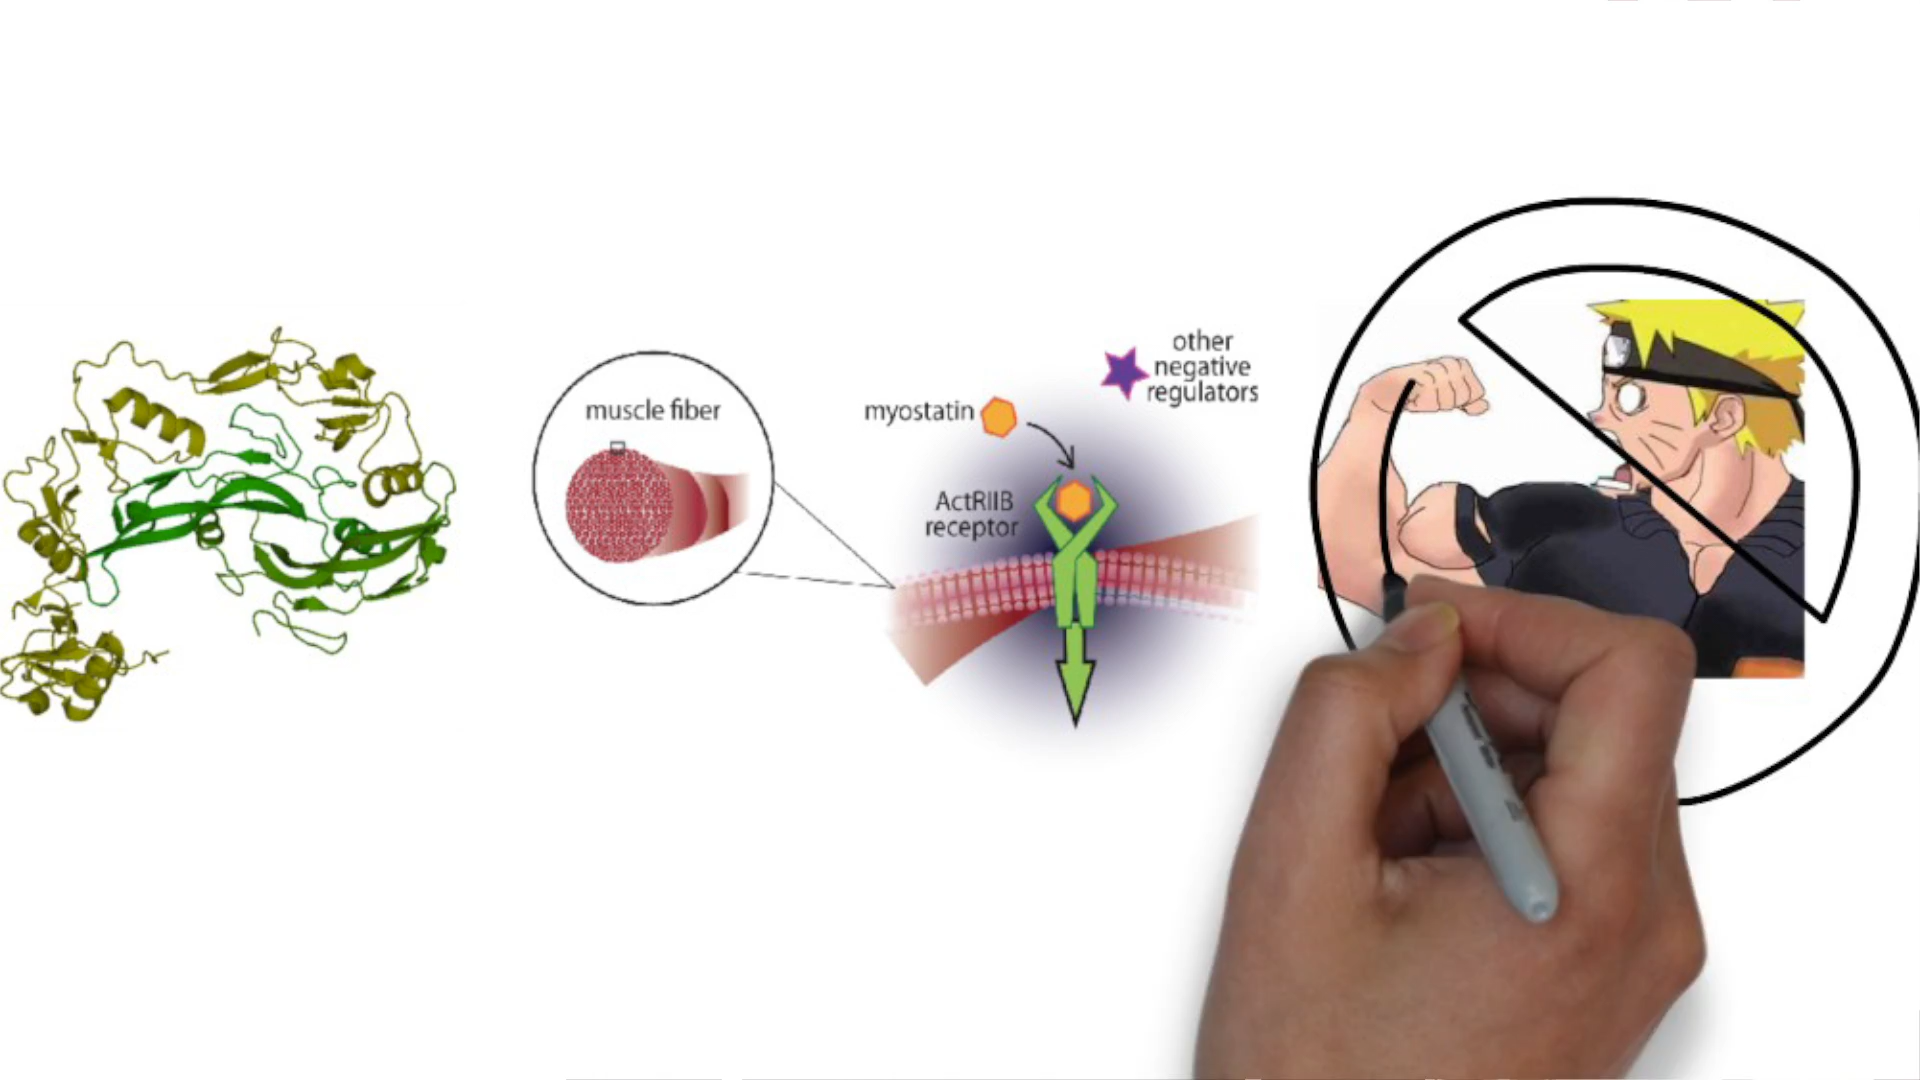 muscle fiber
myostatin
other
negative
regulators
ActRIIB
receptor